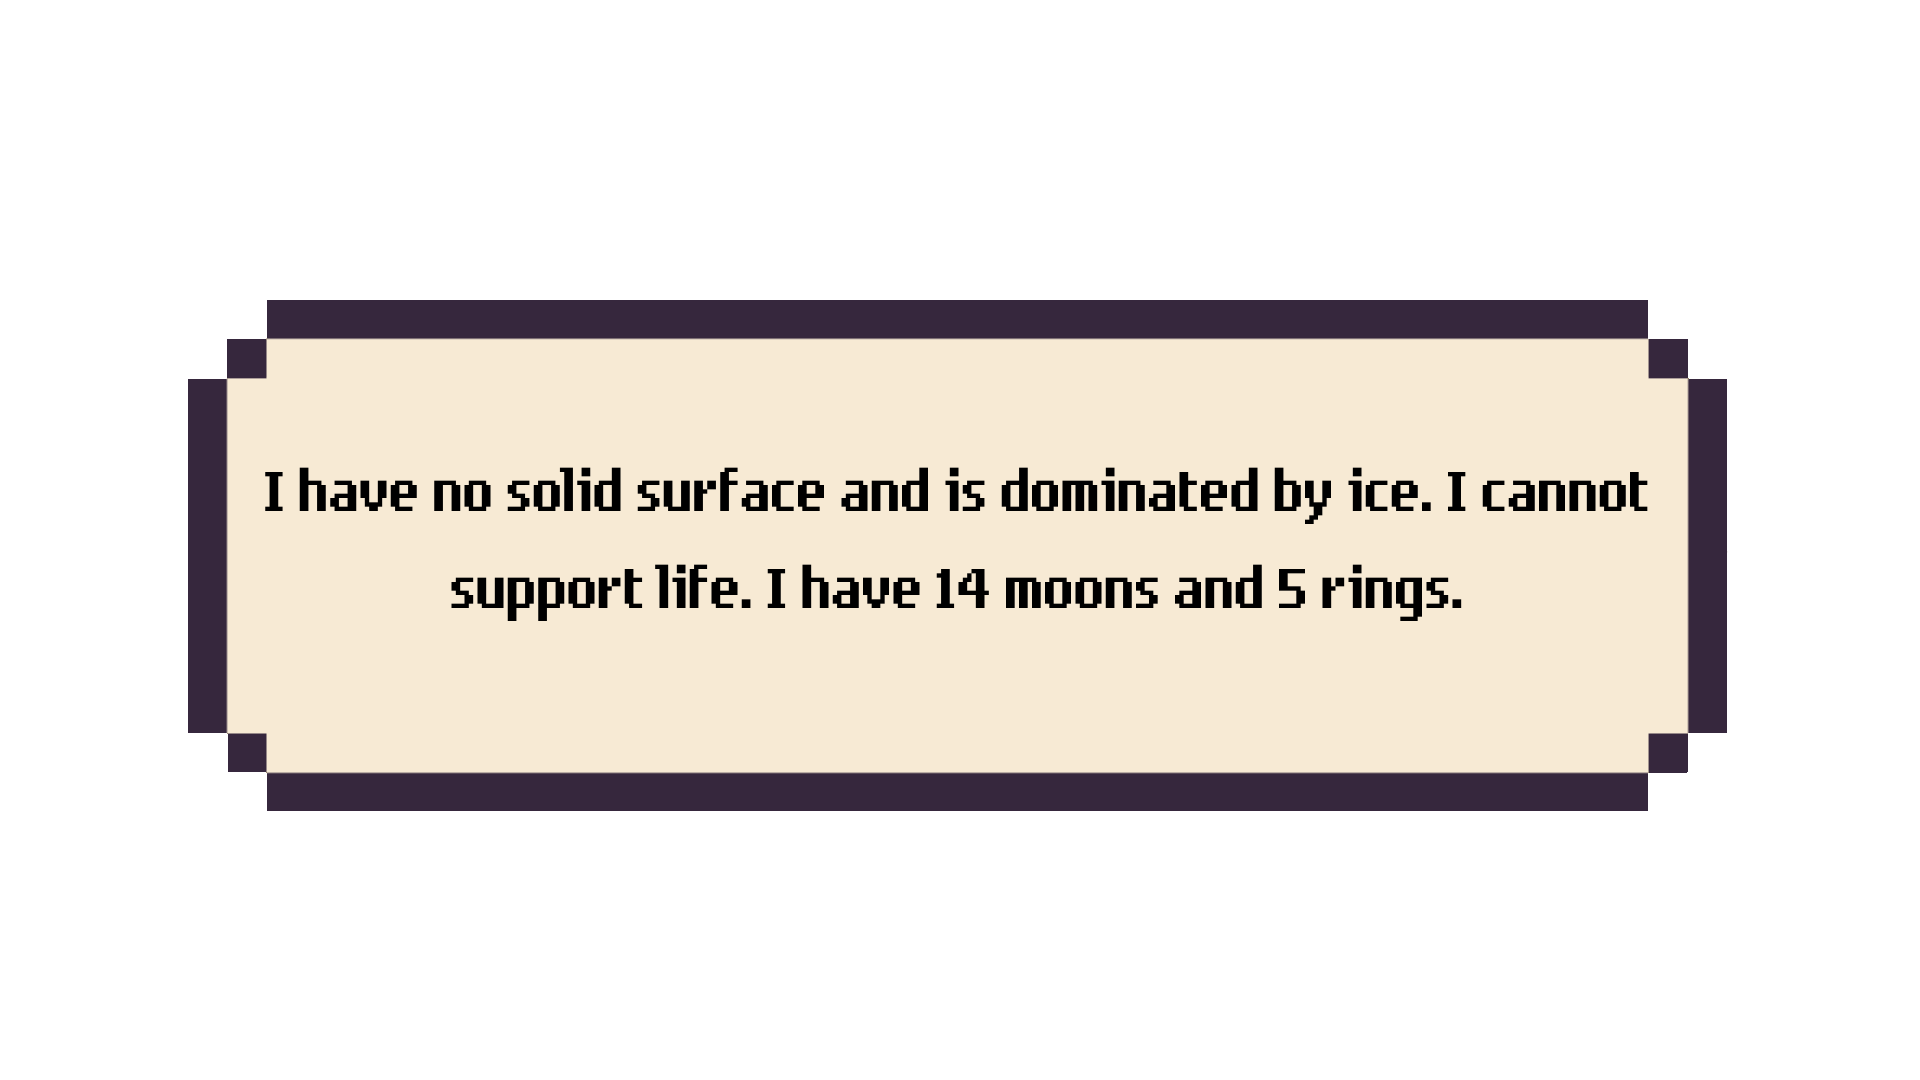 I have no solid surface and is dominated by ice. I cannot
support life. I have 14 moons and 5 rings.